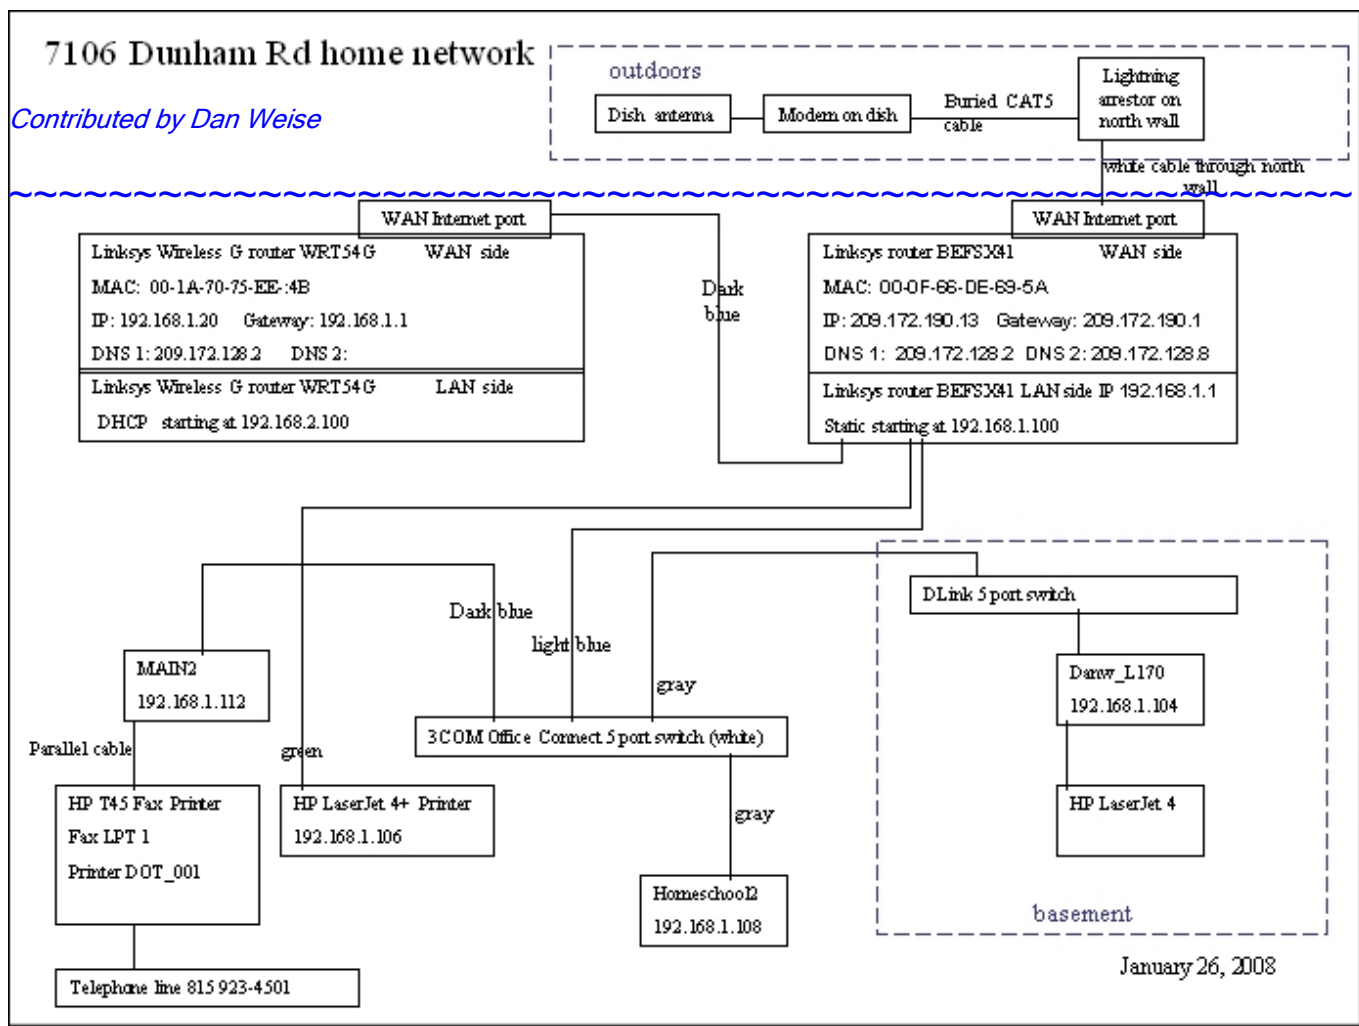 7106 Dunham Rd home network
Contributed by Dan Weise
outdoors
Dish antenna
Modem on dish
Buried CAT5
cable
Lightning
arrestor on
north wall
white cable through north
wall
WAN Internet port
Linksys Wireless G router WRT54G WAN side
MAC: 00-1A-70-75-EE-:4B
IP: 192.168.1.20 Gateway: 192.168.1.1
DNS 1: 209.172.128.2 DNS 2:
Linksys Wireless G router WRT54G LAN side
DHCP starting at 192.168.2.100
Dark
blue
WAN Internet port
Linksys router BEFSX41 WAN side
MAC: 00-0F-66-DE-69-5A
IP: 209.172.190.13 Gateway: 209.172.190.1
DNS 1: 209.172.128.2 DNS 2: 209.172.128.8
Linksys router BEFSX41 LAN side IP 192.168.1.1
Static starting at 192.168.1.100
Dark blue
light blue
gray
DLink 5 port switch
MAIN2
192.168.1.112
Danw_L170
192.168.1.104
Parallel cable
green
3COM Office Connect 5 port switch (white)
HP T45 Fax Printer
Fax LPT 1
Printer DOT_001
HP LaserJet 4+ Printer
192.168.1.106
gray
HP LaserJet 4
Homeschool2
192.168.1.108
basement
Telephone line 815 923-4501
January 26, 2008